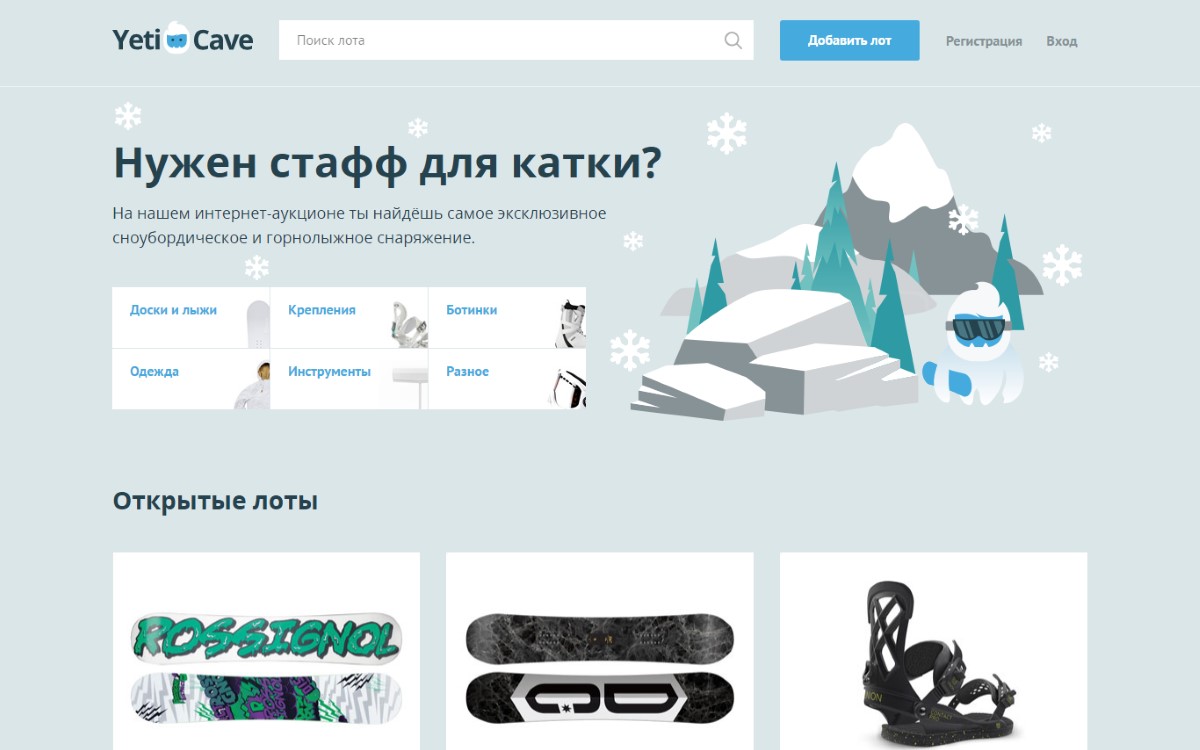 Yeti Cave
Поиск лота
Добавить лот
Регистрация
Вход
Нужен стафф для катки?
На нашем интернет-аукционе ты найдёшь самое эксклюзивное
сноубордическое и горнолыжное снаряжение.
Доски и лыжи
Крепления
Ботинки
Одежда
Инструменты
Разное
Открытые лоты
ROSSIGNOL